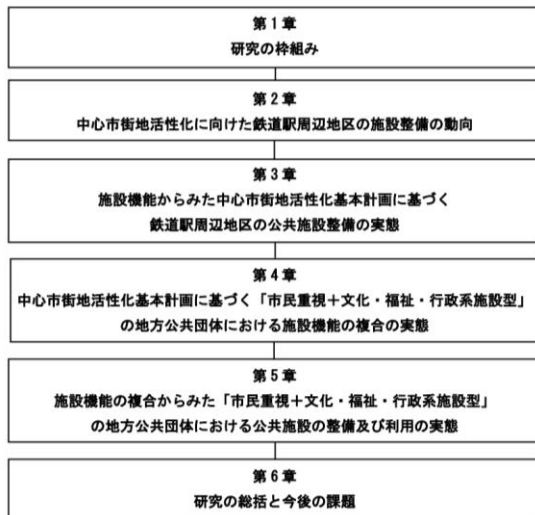 第１章
研究の枠組み
第２章
中心市街地活性化に向けた鉄道駅周辺地区の施設整備の動向
第３章
施設機能からみた中心市街地活性化基本計画に基づく
鉄道駅周辺地区の公共施設整備の実態
第４章
中心市街地活性化基本計画に基づく「市民重視＋文化・福祉・行政系施設型」
の地方公共団体における施設機能の複合の実態
第５章
施設機能の複合からみた「市民重視＋文化・福祉・行政系施設型」
の地方公共団体における公共施設の整備及び利用の実態
第６章
研究の総括と今後の課題